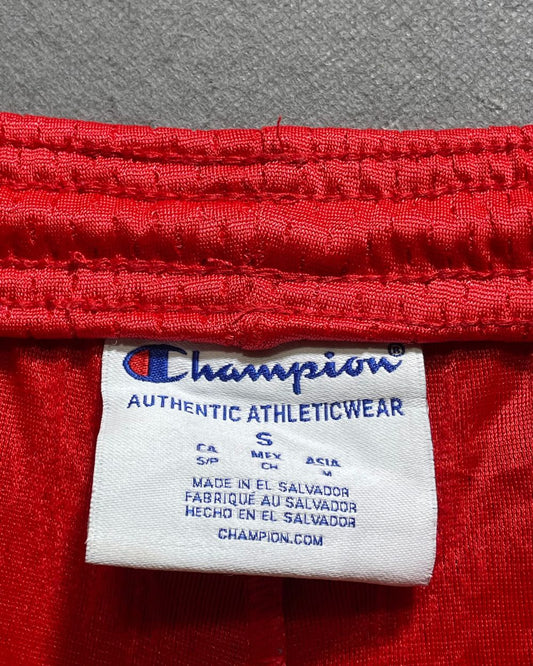 Champion®
AUTHENTIC ATHLETICWEAR
S
CA MEX ASIA
S/P CH M
MADE IN EL SALVADOR
FABRIQUÉ AU SALVADOR
HECHO EN EL SALVADOR
CHAMPION.COM